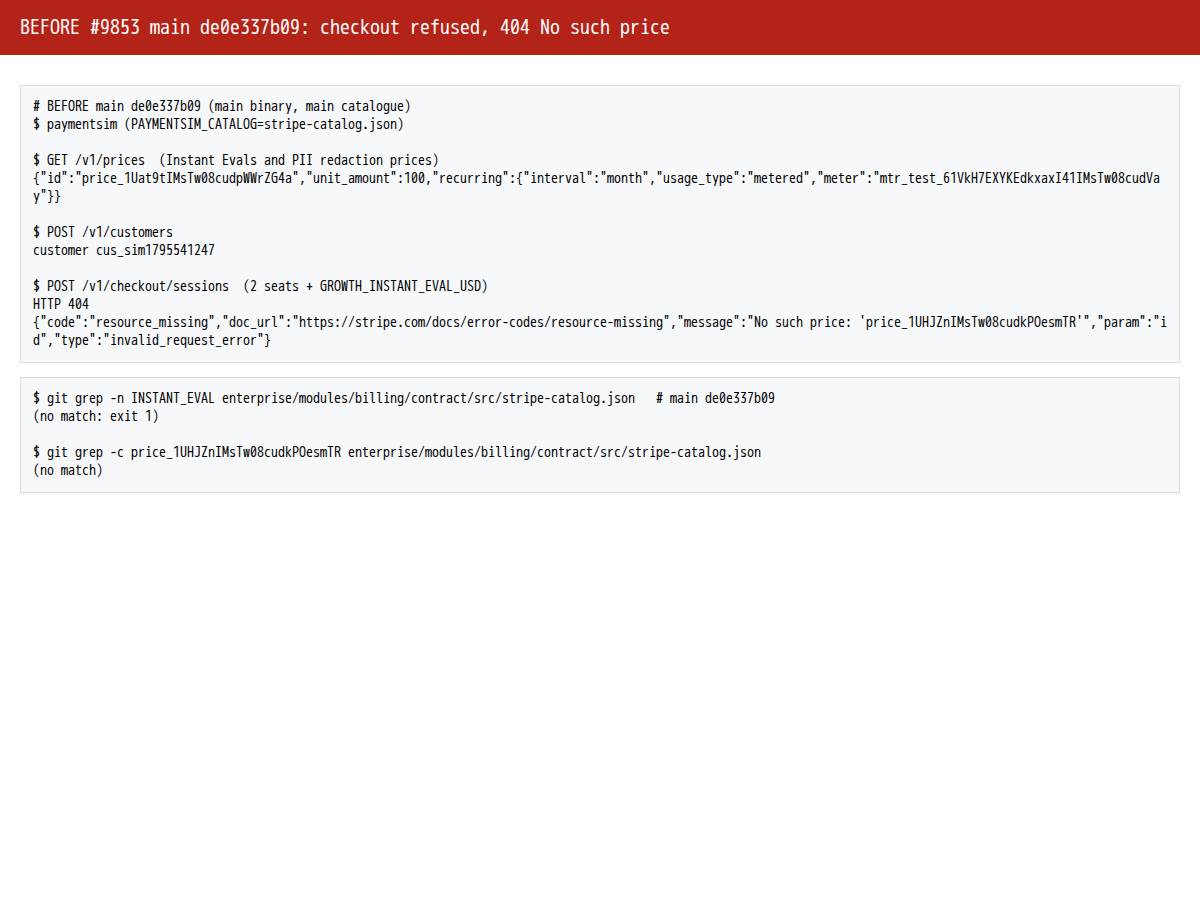 BEFORE #9853 main de0e337b09: checkout refused, 404 No such price
# BEFORE main de0e337b09 (main binary, main catalogue)
$ paymentsim (PAYMENTSIM_CATALOG=stripe-catalog.json)
$ GET /v1/prices  (Instant Evals and PII redaction prices)
{"id":"price_1Uat9tIMsTw08cudpWWrZG4a","unit_amount":100,"recurring":{"interval":"month","usage_type":"metered","meter":"mtr_test_61VkH7EXYKEdkxaxI41IMsTw08cudVa
y"}}
$ POST /v1/customers
customer cus_sim1795541247
$ POST /v1/checkout/sessions  (2 seats + GROWTH_INSTANT_EVAL_USD)
HTTP 404
{"code":"resource_missing","doc_url":"https://stripe.com/docs/error-codes/resource-missing","message":"No such price: 'price_1UHJZnIMsTw08cudkPOesmTR'","param":"i
d","type":"invalid_request_error"}
$ git grep -n INSTANT_EVAL enterprise/modules/billing/contract/src/stripe-catalog.json   # main de0e337b09
(no match: exit 1)
$ git grep -c price_1UHJZnIMsTw08cudkPOesmTR enterprise/modules/billing/contract/src/stripe-catalog.json
(no match)